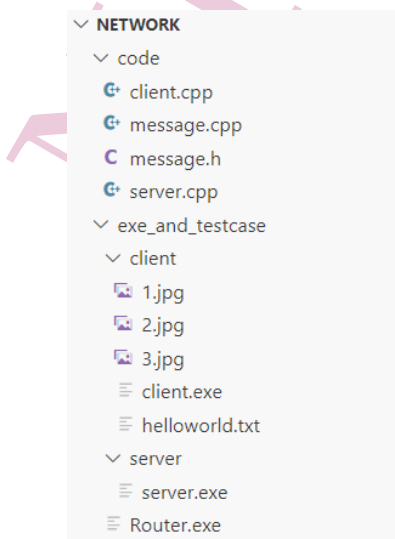 NETWORK
code
client.cpp
message.cpp
C message.h
server.cpp
exe_and_testcase
client
1.jpg
2.jpg
3.jpg
client.exe
helloworld.txt
server
server.exe
Router.exe